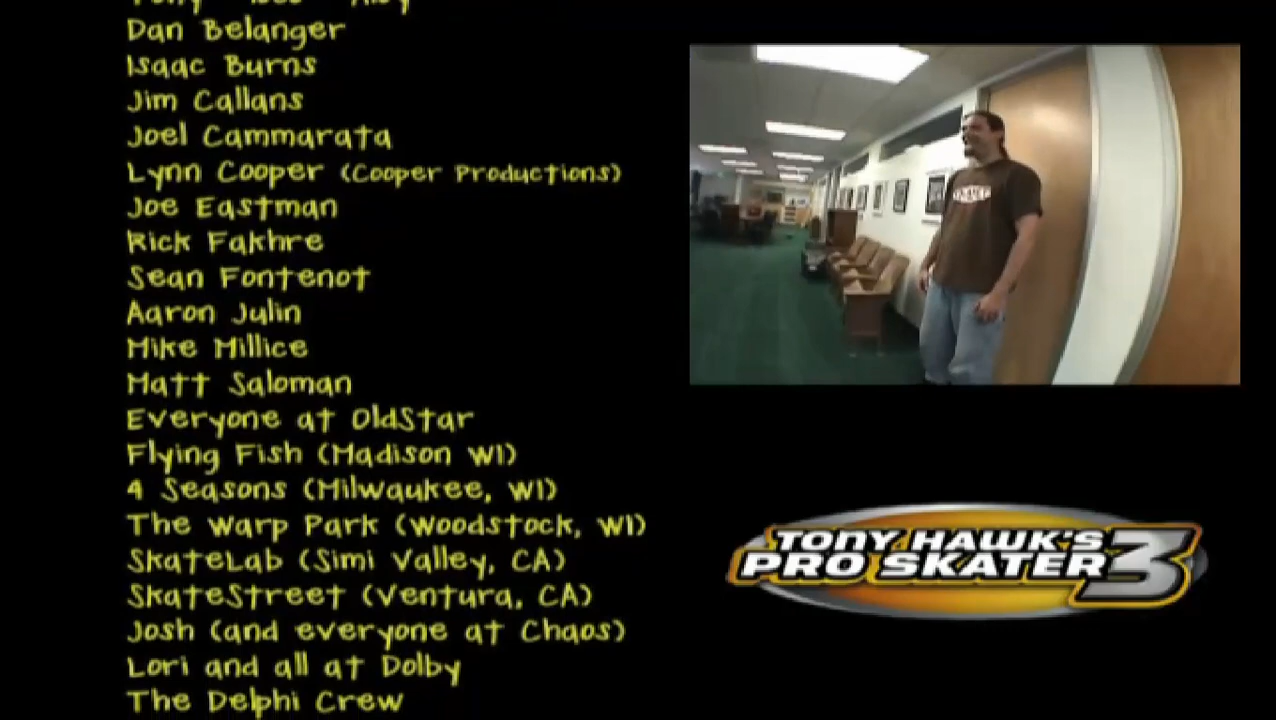 Dan Belanger
Isaac Burns
Jim Callans
Joel Cammarata
Lynn Cooper (Cooper Productions)
Joe Eastman
Rick Fakhre
Sean Fontenot
Aaron Julin
Mike Millice
Matt Saloman
Everyone at OldStar
Flying Fish (Madison WI)
4 Seasons (Milwaukee, WI)
The Warp Park (Woodstock, WI)
SkateLab (Simi Valley, CA)
SkateStreet (Ventura, CA)
Josh (and everyone at Chaos)
Lori and all at Dolby
The Delphi Crew
TONY HAWK'S
PRO SKATER 3